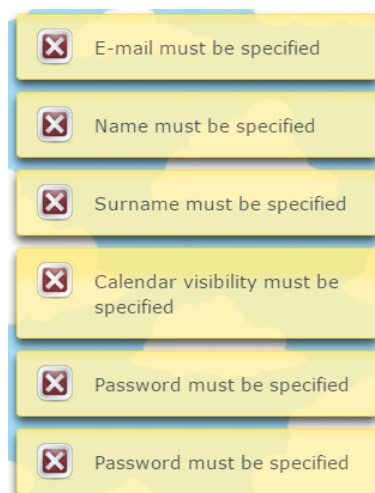 E-mail must be specified
Name must be specified
Surname must be specified
Calendar visibility must be
specified
Password must be specified
Password must be specified